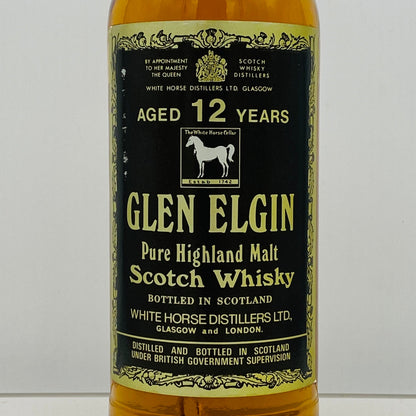 BY APPOINTMENT
TO HER MAJESTY
THE QUEEN
SCOTCH
WHISKY
DISTILLERS
WHITE HORSE DISTILLERS LTD. GLASGOW
AGED 12 YEARS
The White Horse Cellar
Estab 1742
GLEN ELGIN
Pure Highland Malt
Scotch Whisky
BOTTLED IN SCOTLAND
WHITE HORSE DISTILLERS LTD.,
GLASGOW AND LONDON.
DISTILLED AND BOTTLED IN SCOTLAND
UNDER BRITISH GOVERNMENT SUPERVISION